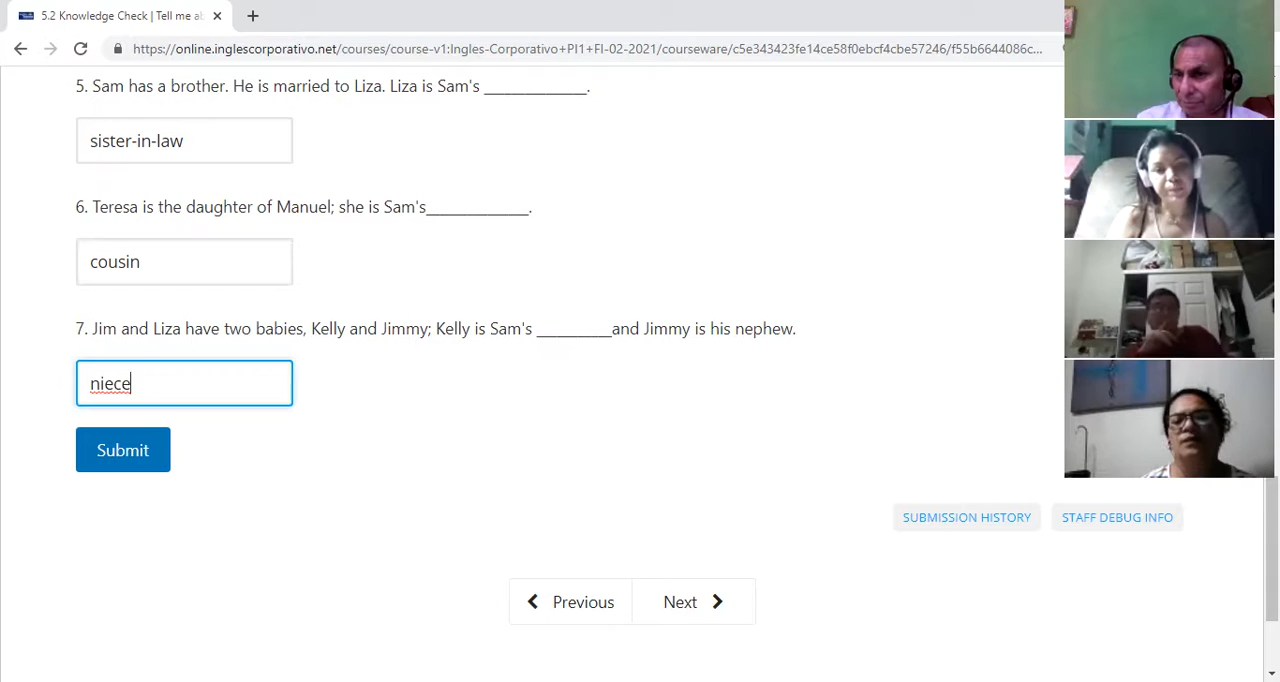 5.2 Knowledge Check | Tell me ab
https://online.inglescorporativo.net/courses/course-v1:Ingles-Corporativo+PI1+FI-02-2021/courseware/c5e343423fe14ce58f0ebcf4cbe57246/f55b6644086c...
5. Sam has a brother. He is married to Liza. Liza is Sam's _____________.
sister-in-law
6. Teresa is the daughter of Manuel; she is Sam's_____________.
cousin
7. Jim and Liza have two babies, Kelly and Jimmy; Kelly is Sam's _________and Jimmy is his nephew.
niece
Submit
SUBMISSION HISTORY STAFF DEBUG INFO
Previous Next